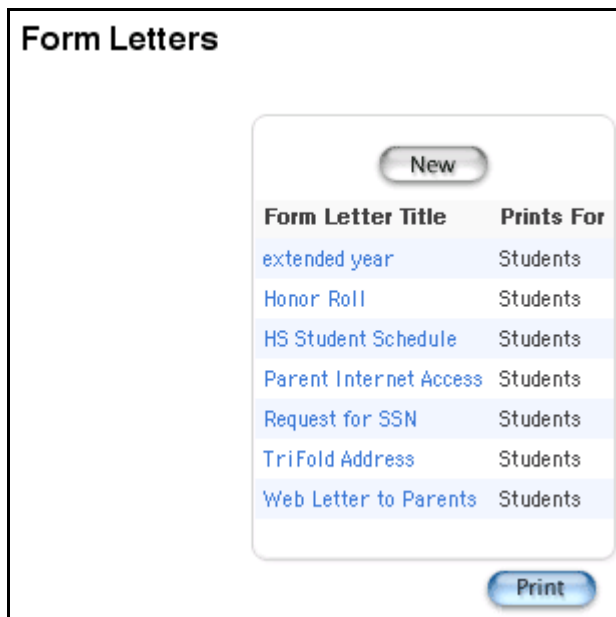 Form Letters
New
Form Letter Title Prints For
extended year Students
Honor Roll Students
HS Student Schedule Students
Parent Internet Access Students
Request for SSN Students
TriFold Address Students
Web Letter to Parents Students
Print